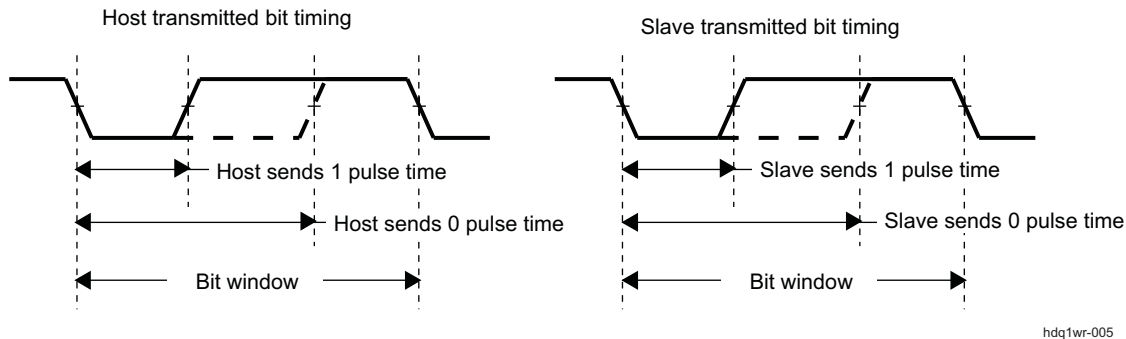 Host transmitted bit timing
Host sends 1 pulse time
Host sends 0 pulse time
Bit window
Slave transmitted bit timing
Slave sends 1 pulse time
Slave sends 0 pulse time
Bit window
hdq1wr-005